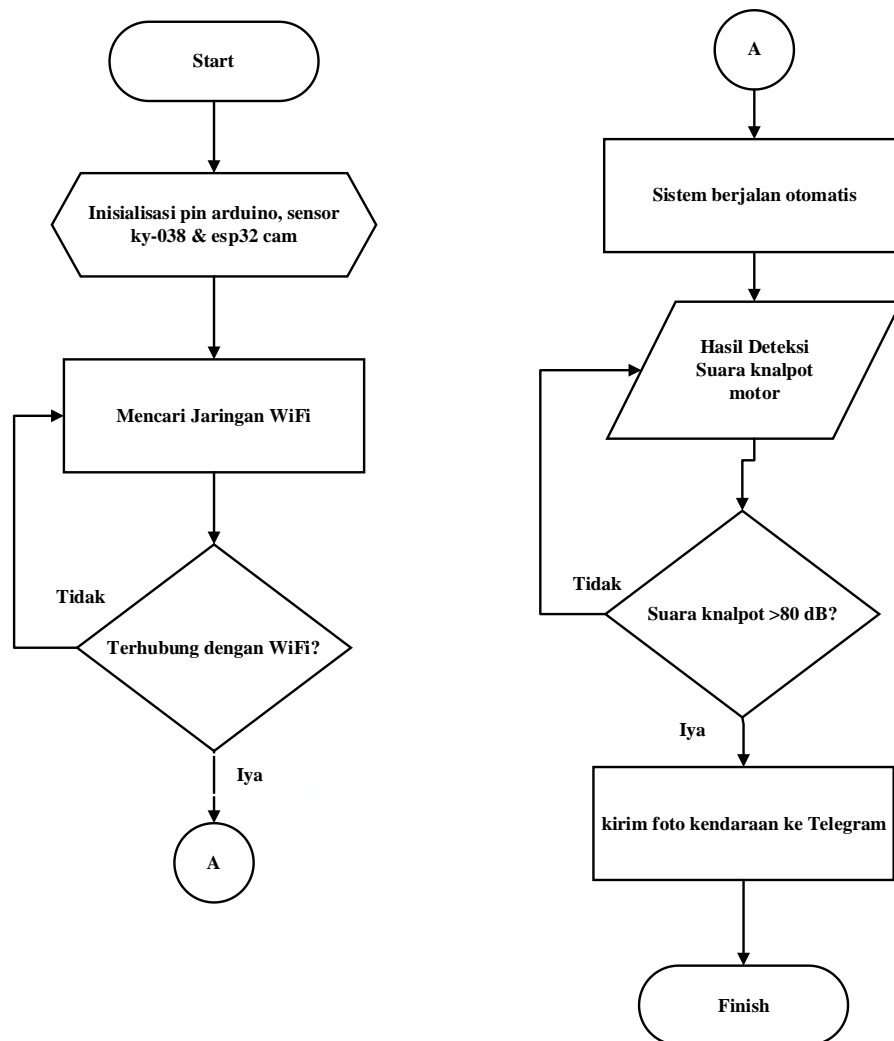 Start
Inisialisasi pin arduino, sensor
ky-038 & esp32 cam
Mencari Jaringan WiFi
Tidak
Terhubung dengan WiFi?
Iya
A
A
Sistem berjalan otomatis
Hasil Deteksi
Suara knalpot
motor
Tidak
Suara knalpot >80 dB?
Iya
kirim foto kendaraan ke Telegram
Finish